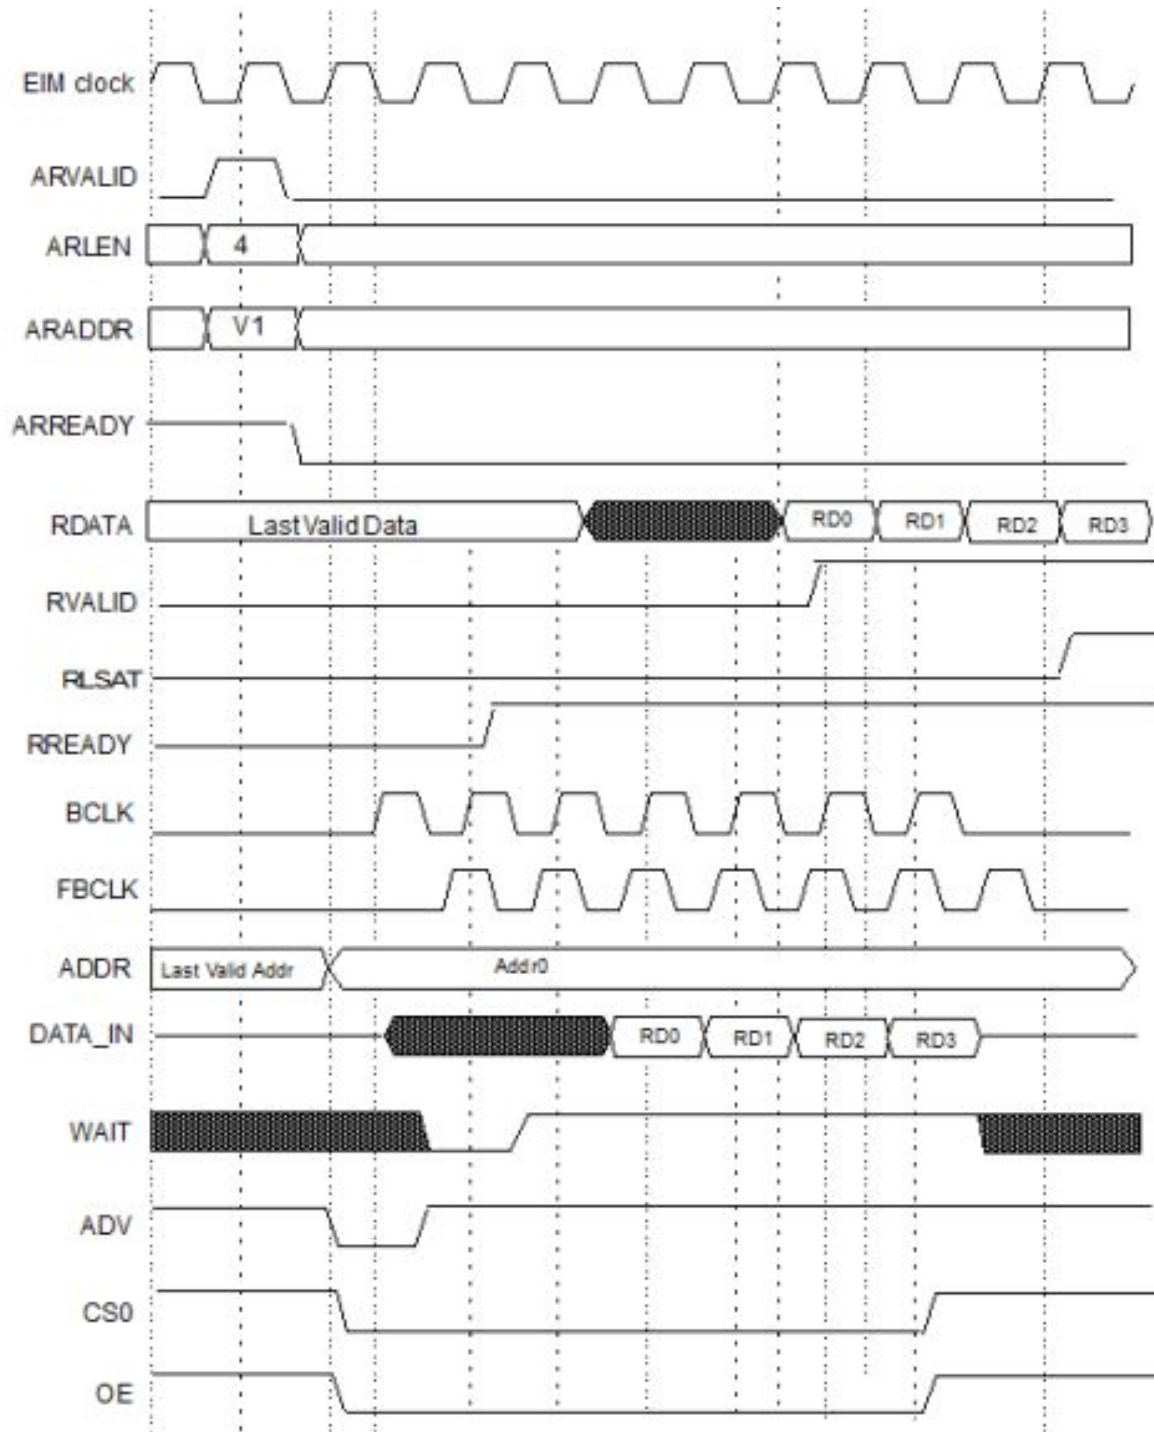 EIM clock
ARVALID
ARLEN 4
ARADDR V1
ARREADY
RDATA Last Valid Data RD0 RD1 RD2 RD3
RVALID
RLSAT
RREADY
BCLK
FBCLK
ADDR Last Valid Addr Addr0
DATA_IN RD0 RD1 RD2 RD3
WAIT
ADV
CS0
OE